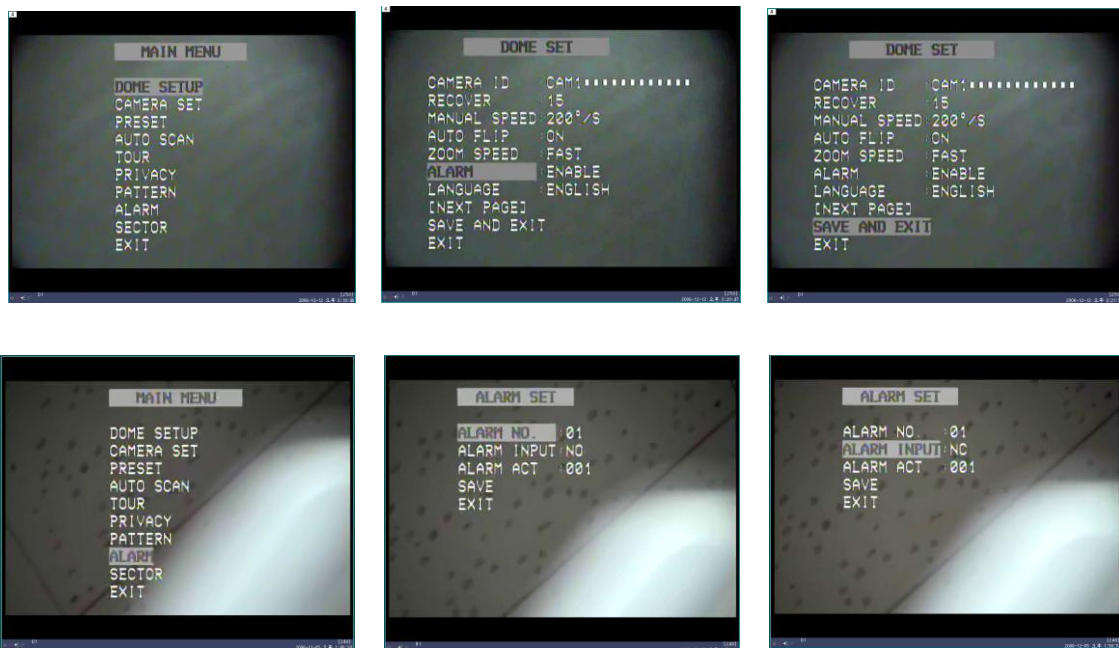 MAIN MENU
DOME SETUP
CAMERA SET
PRESET
AUTO SCAN
TOUR
PRIVACY
PATTERN
ALARM
SECTOR
EXIT
DOME SET
CAMERA ID :CAM1
RECOVER :15
MANUAL SPEED:200°/S
AUTO FLIP :ON
ZOOM SPEED :FAST
ALARM :ENABLE
LANGUAGE :ENGLISH
[NEXT PAGE]
SAVE AND EXIT
EXIT
DOME SET
CAMERA ID :CAM1
RECOVER :15
MANUAL SPEED:200°/S
AUTO FLIP :ON
ZOOM SPEED :FAST
ALARM :ENABLE
LANGUAGE :ENGLISH
[NEXT PAGE]
SAVE AND EXIT
EXIT
MAIN MENU
DOME SETUP
CAMERA SET
PRESET
AUTO SCAN
TOUR
PRIVACY
PATTERN
ALARM
SECTOR
EXIT
ALARM SET
ALARM NO. :01
ALARM INPUT:NO
ALARM ACT :001
SAVE
EXIT
ALARM SET
ALARM NO. :01
ALARM INPUT:NC
ALARM ACT :001
SAVE
EXIT